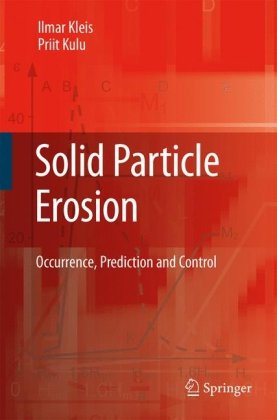 Ilmar Kleis
Priit Kulu
Solid Particle
Erosion
Occurrence, Prediction and Control
Springer